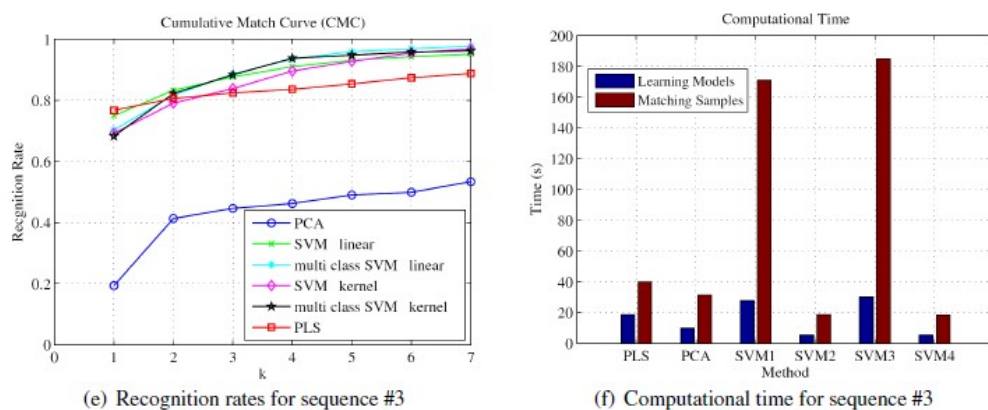 Cumulative Match Curve (CMC)
1
0.8
0.6
0.4
0.2
0
Recgnition Rate
PCA
SVM linear
multi class SVM linear
SVM kernel
multi class SVM kernel
PLS
0 1 2 3 4 5 6 7
k
(e) Recognition rates for sequence #3
Computational Time
200
180
160
140
120
100
80
60
40
20
0
Time (s)
Learning Models
Matching Samples
PLS PCA SVM1 SVM2 SVM3 SVM4
Method
(f) Computational time for sequence #3